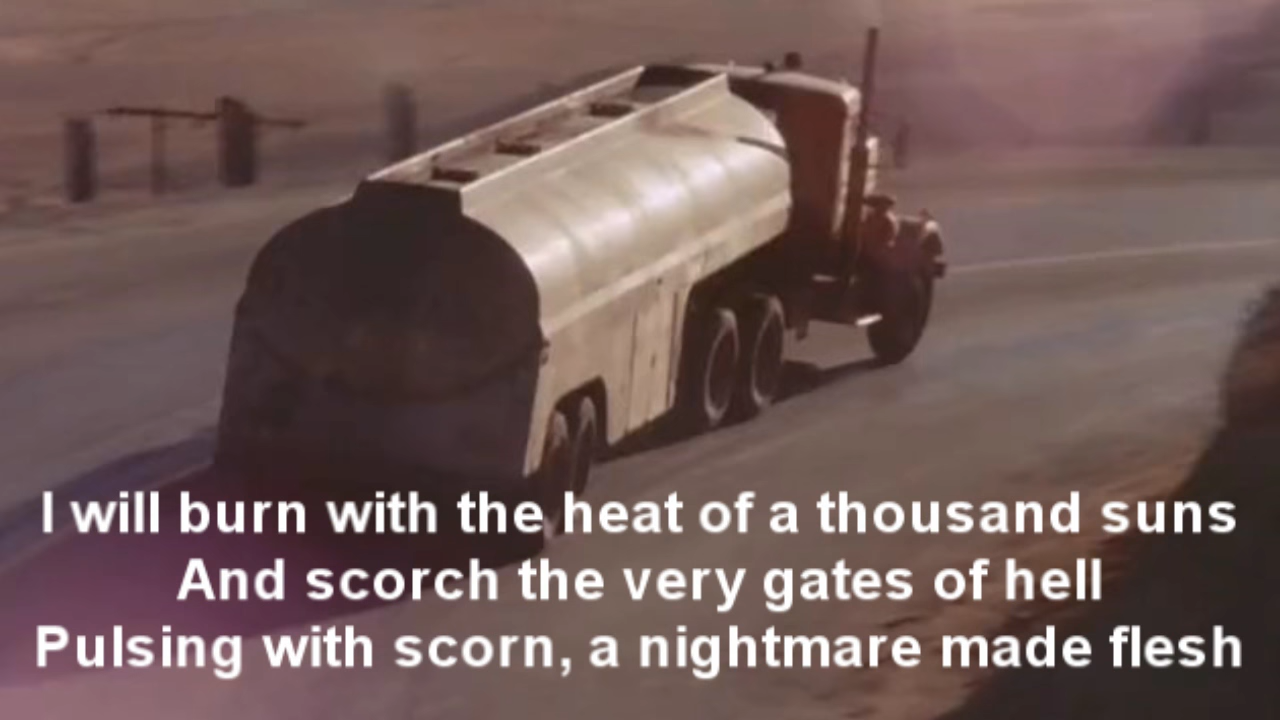 I will burn with the heat of a thousand suns
And scorch the very gates of hell
Pulsing with scorn, a nightmare made flesh